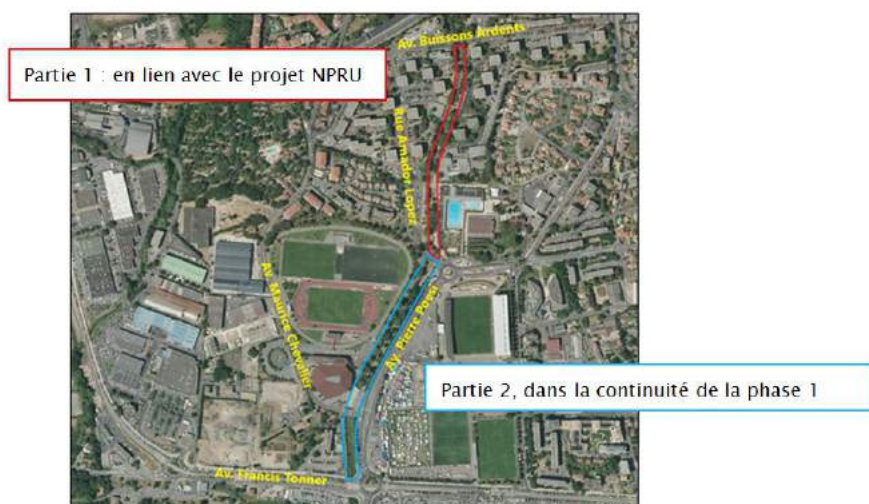 Av. Buissons Ardents
Partie 1 : en lien avec le projet NPRU
Rue Amador Lopez
Av. Maurice Chevalier
Av. Pierre Poési
Partie 2, dans la continuité de la phase 1
Av. Francis Tonner